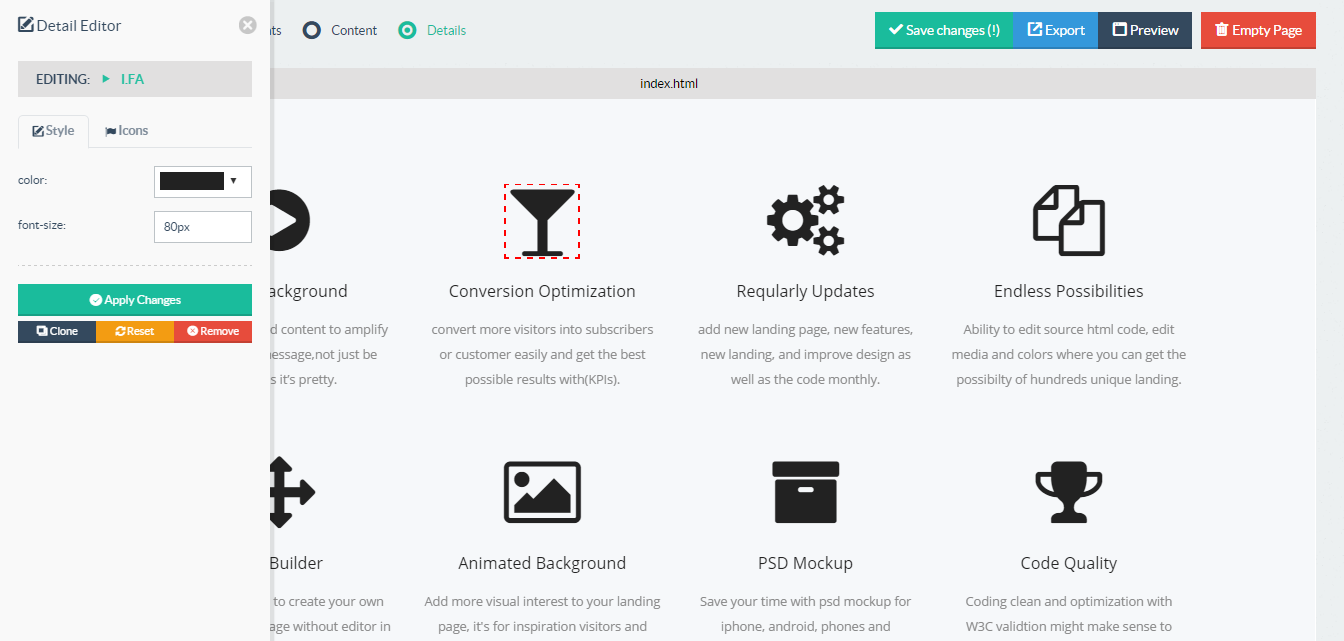 Detail Editor
EDITING: I.FA
Style Icons
color:
font-size: 80px
Apply Changes
Clone Reset Remove
Content Details
Save changes (!) Export Preview Empty Page
index.html
ackground
d content to amplify
essage,not just be
s it's pretty.
Conversion Optimization
convert more visitors into subscribers
or customer easily and get the best
possible results with(KPIs).
Reqularly Updates
add new landing page, new features,
new landing, and improve design as
well as the code monthly.
Endless Possibilities
Ability to edit source html code, edit
media and colors where you can get the
possibilty of hundreds unique landing.
Builder
to create your own
age without editor in
Animated Background
Add more visual interest to your landing
page, it's for inspiration visitors and
PSD Mockup
Save your time with psd mockup for
iphone, android, phones and
Code Quality
Coding clean and optimization with
W3C validtion might make sense to